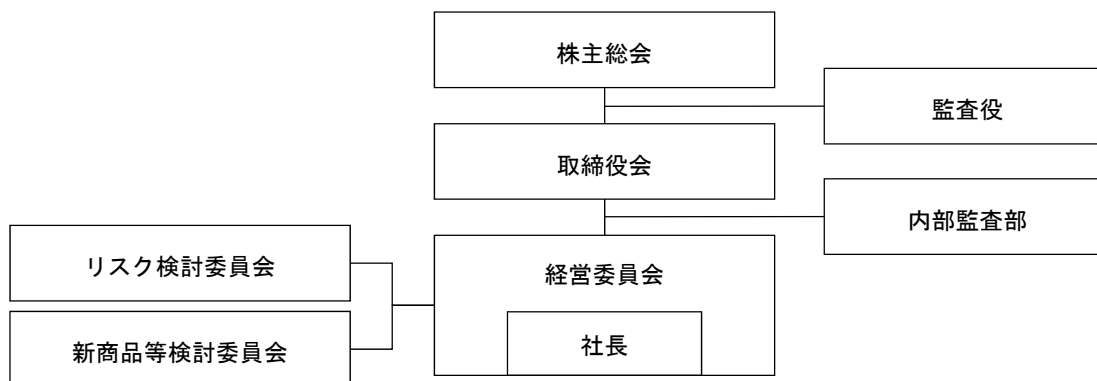 株主総会
監査役
取締役会
内部監査部
リスク検討委員会
経営委員会
新商品等検討委員会
社長